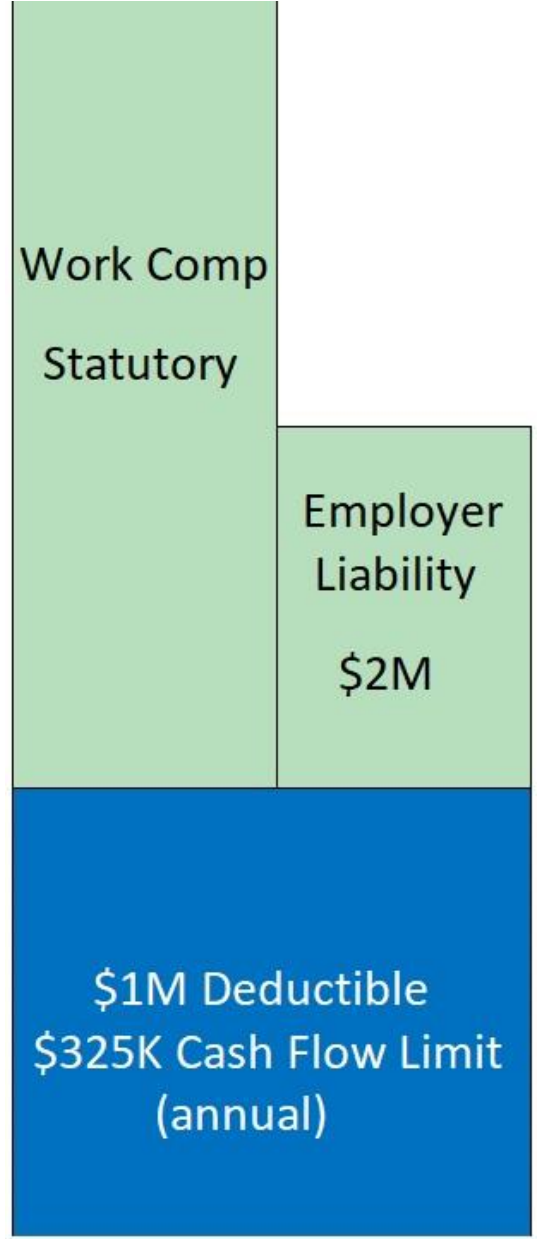 Work Comp
Statutory
Employer
Liability
$2M
$1M Deductible
$325K Cash Flow Limit
(annual)